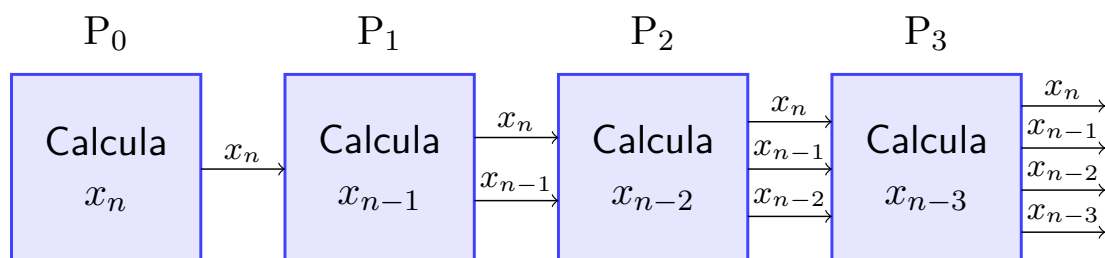 P₀ P₁ P₂ P₃
Calcula
xₙ
xₙ
Calcula
xₙ₋₁
xₙ
xₙ₋₁
Calcula
xₙ₋₂
xₙ
xₙ₋₁
xₙ₋₂
Calcula
xₙ₋₃
xₙ
xₙ₋₁
xₙ₋₂
xₙ₋₃